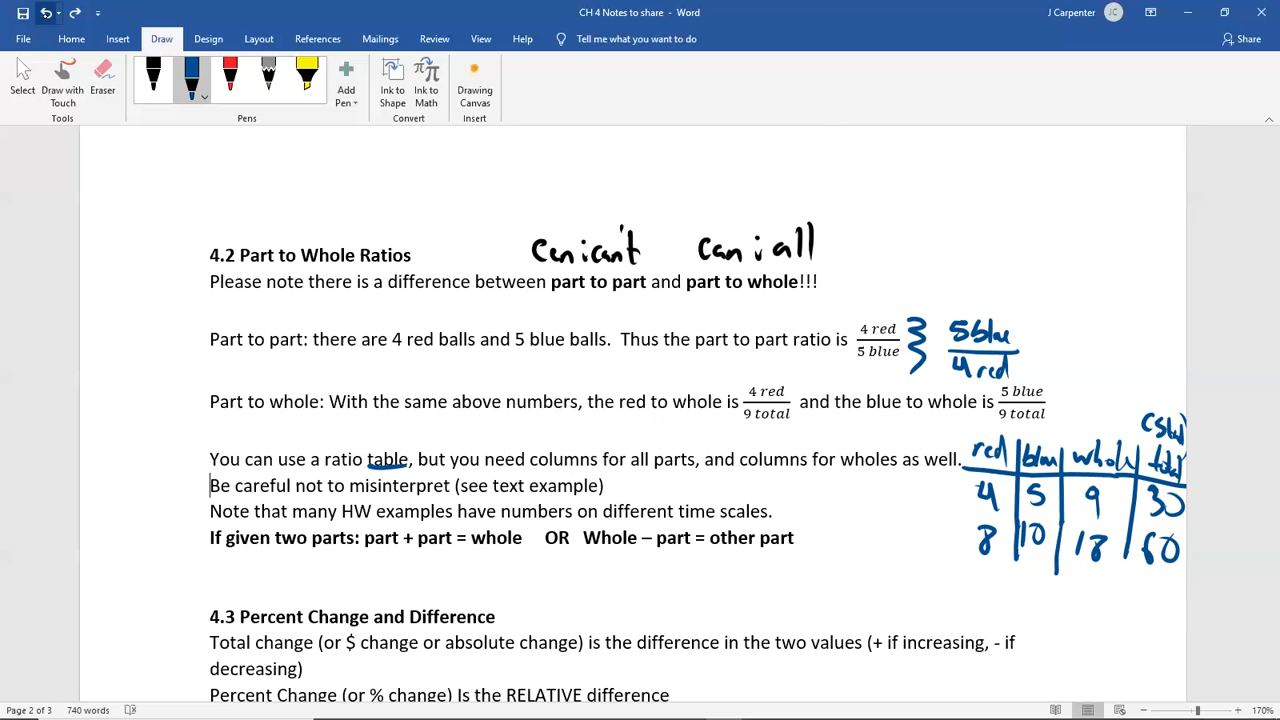 CH 4 Notes to share - Word
J Carpenter JC
File Home Insert Draw Design Layout References Mailings Review View Help Tell me what you want to do Share
Select Draw with Touch Eraser Add Pen Ink to Shape Ink to Math Drawing Canvas
Tools Pens Convert Insert
can i can't can i all
4.2 Part to Whole Ratios
Please note there is a difference between part to part and part to whole!!!
Part to part: there are 4 red balls and 5 blue balls. Thus the part to part ratio is 4 red / 5 blue } 5 blue / 4 red
Part to whole: With the same above numbers, the red to whole is 4 red / 9 total and the blue to whole is 5 blue / 9 total
You can use a ratio table, but you need columns for all parts, and columns for wholes as well.
red blue whole total
4 5 9 30
8 10 18 60
Be careful not to misinterpret (see text example)
Note that many HW examples have numbers on different time scales.
If given two parts: part + part = whole OR Whole – part = other part
4.3 Percent Change and Difference
Total change (or $ change or absolute change) is the difference in the two values (+ if increasing, - if
decreasing)
Percent Change (or % change) Is the RELATIVE difference
Page 2 of 3 740 words 170%